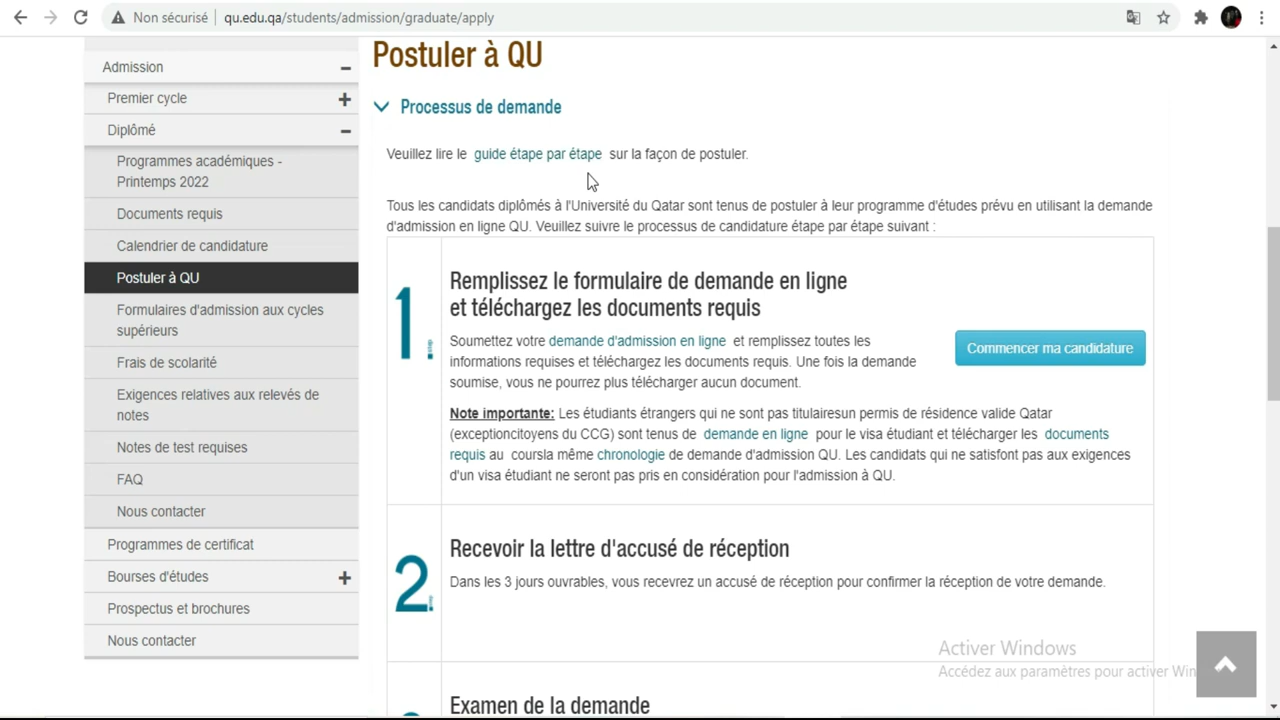 Non sécurisé
qu.edu.qa/students/admission/graduate/apply
Admission
Premier cycle
Diplômé
Programmes académiques -
Printemps 2022
Documents requis
Calendrier de candidature
Postuler à QU
Formulaires d'admission aux cycles
supérieurs
Frais de scolarité
Exigences relatives aux relevés de
notes
Notes de test requises
FAQ
Nous contacter
Programmes de certificat
Bourses d'études
Prospectus et brochures
Nous contacter
Postuler à QU
Processus de demande
Veuillez lire le guide étape par étape sur la façon de postuler.
Tous les candidats diplômés à l'Université du Qatar sont tenus de postuler à leur programme d'études prévu en utilisant la demande
d'admission en ligne QU. Veuillez suivre le processus de candidature étape par étape suivant :
1 step
Remplissez le formulaire de demande en ligne
et téléchargez les documents requis
Soumettez votre demande d'admission en ligne et remplissez toutes les
informations requises et téléchargez les documents requis. Une fois la demande
soumise, vous ne pourrez plus télécharger aucun document.
Commencer ma candidature
Note importante: Les étudiants étrangers qui ne sont pas titulairesun permis de résidence valide Qatar
(exceptioncitoyens du CCG) sont tenus de demande en ligne pour le visa étudiant et télécharger les documents
requis au coursla même chronologie de demande d'admission QU. Les candidats qui ne satisfont pas aux exigences
d'un visa étudiant ne seront pas pris en considération pour l'admission à QU.
2 step
Recevoir la lettre d'accusé de réception
Dans les 3 jours ouvrables, vous recevrez un accusé de réception pour confirmer la réception de votre demande.
Examen de la demande
Activer Windows
Accédez aux paramètres pour activer Win